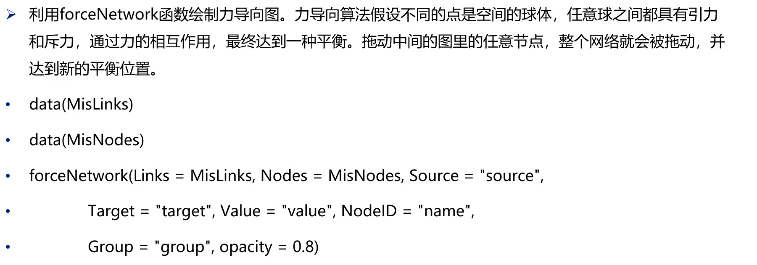 ➢ 利用forceNetwork函数绘制力导向图。力导向算法假设不同的点是空间的球体，任意球之间都具有引力
和斥力，通过力的相互作用，最终达到一种平衡。拖动中间的图里的任意节点，整个网络就会被拖动，并
达到新的平衡位置。
• data(MisLinks)
• data(MisNodes)
• forceNetwork(Links = MisLinks, Nodes = MisNodes, Source = "source",
• Target = "target", Value = "value", NodeID = "name",
• Group = "group", opacity = 0.8)